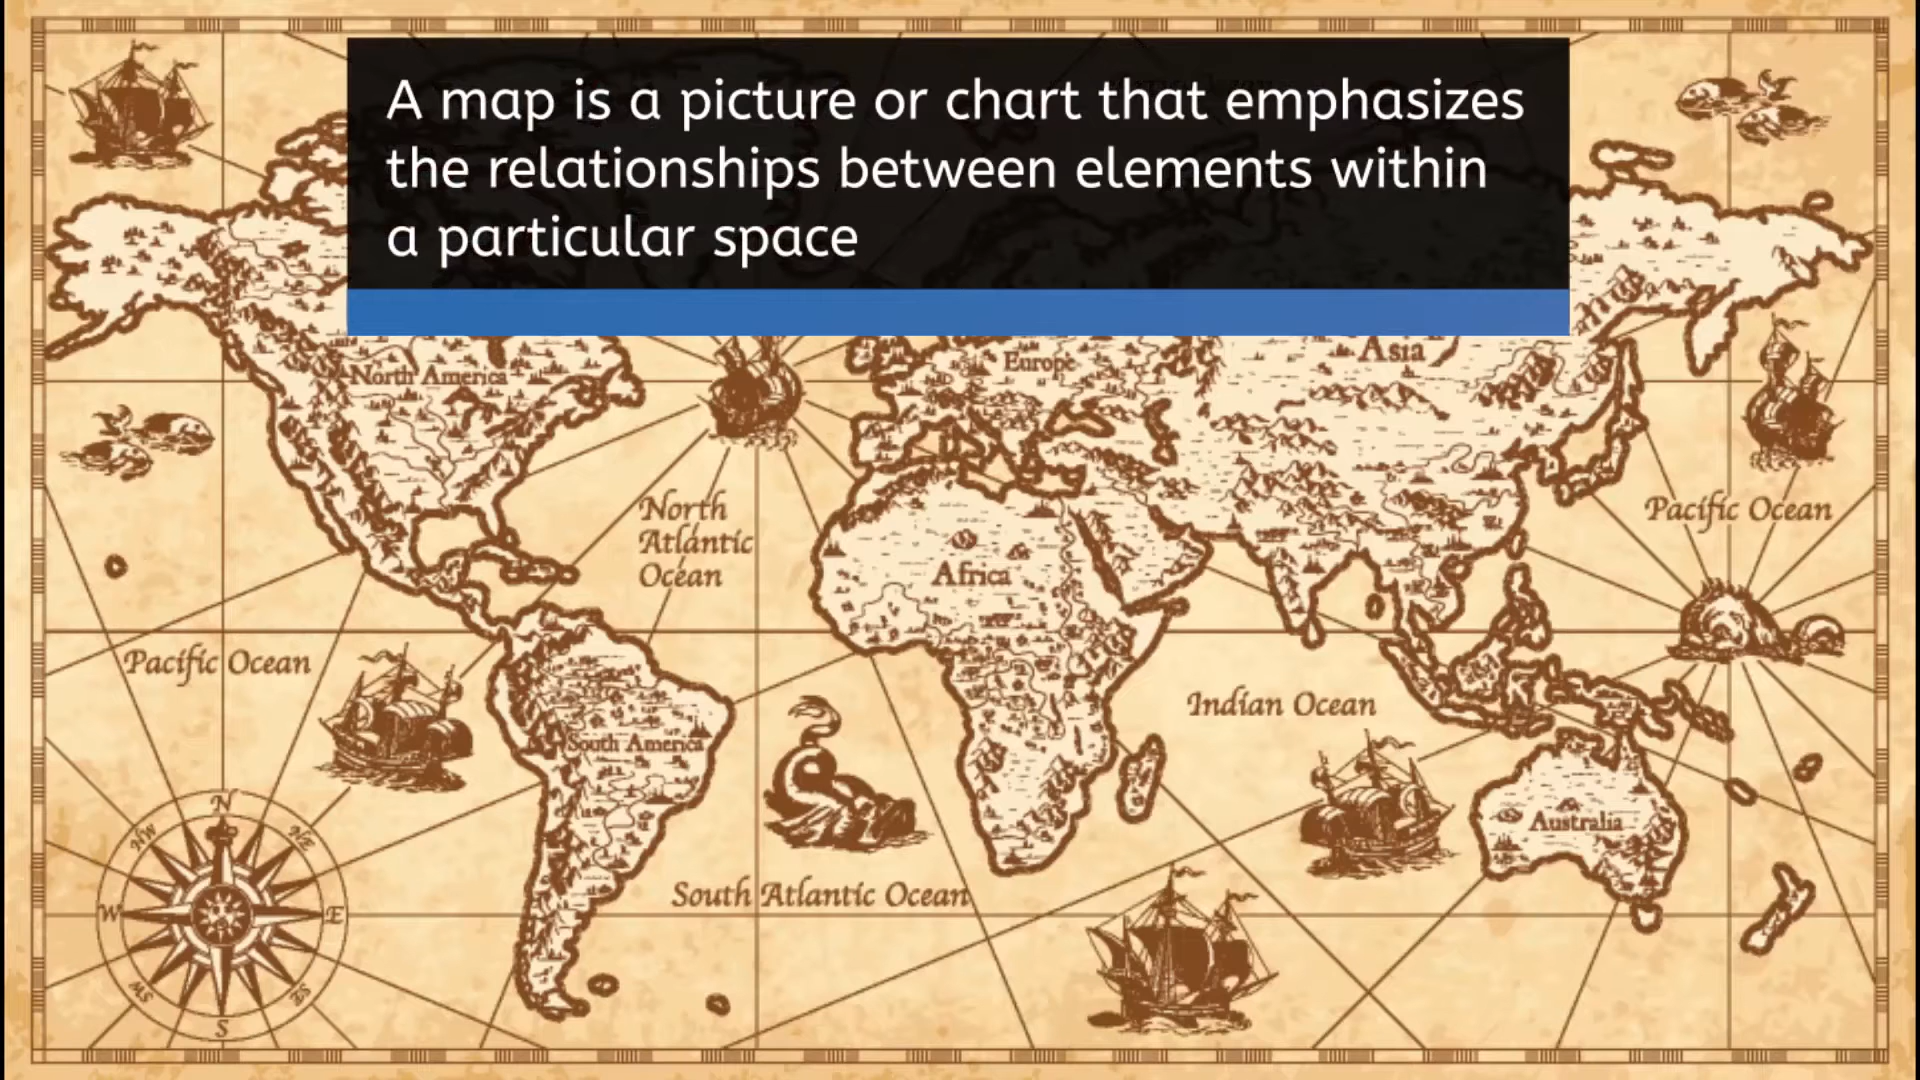 A map is a picture or chart that emphasizes
the relationships between elements within
a particular space
North America
Europe
Asia
North
Atlantic
Ocean
Pacific Ocean
Africa
Pacific Ocean
Indian Ocean
South America
Australia
South Atlantic Ocean
N
NW
NE
W
E
SW
SE
S